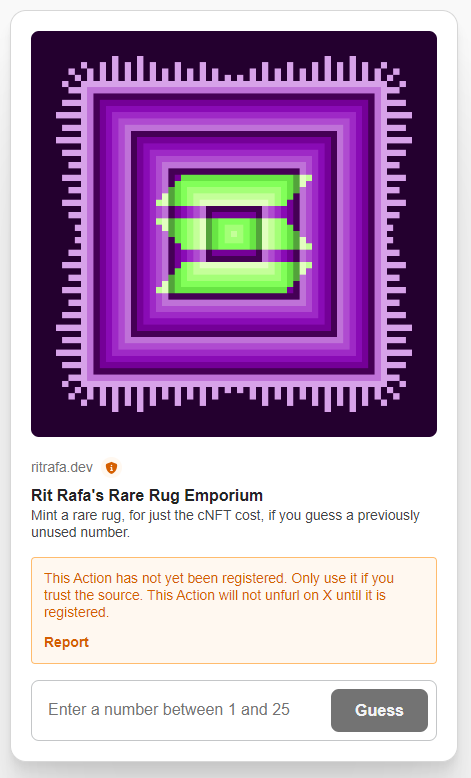 ritrafa.dev
Rit Rafa's Rare Rug Emporium
Mint a rare rug, for just the cNFT cost, if you guess a previously
unused number.
This Action has not yet been registered. Only use it if you
trust the source. This Action will not unfurl on X until it is
registered.
Report
Enter a number between 1 and 25
Guess